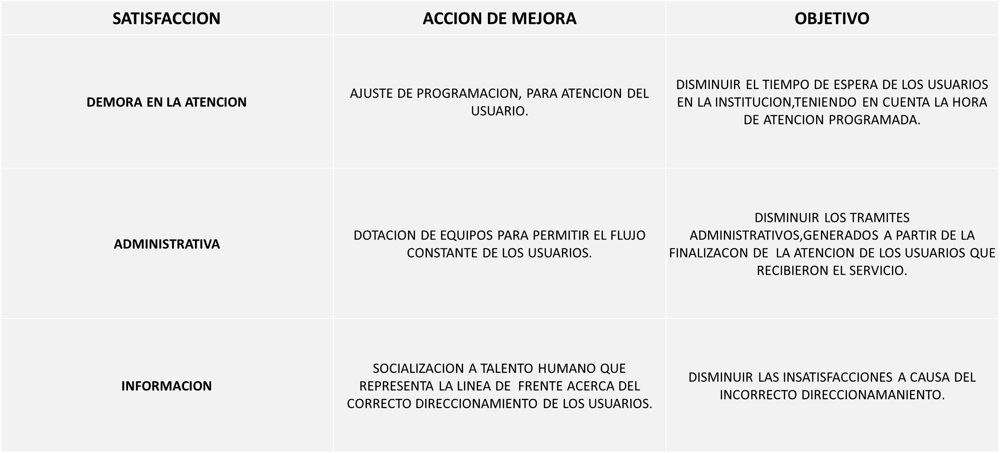 SATISFACCION
ACCION DE MEJORA
OBJETIVO
DEMORA EN LA ATENCION
AJUSTE DE PROGRAMACION, PARA ATENCION DEL
USUARIO.
DISMINUIR EL TIEMPO DE ESPERA DE LOS USUARIOS
EN LA INSTITUCION,TENIENDO EN CUENTA LA HORA
DE ATENCION PROGRAMADA.
ADMINISTRATIVA
DOTACION DE EQUIPOS PARA PERMITIR EL FLUJO
CONSTANTE DE LOS USUARIOS.
DISMINUIR LOS TRAMITES
ADMINISTRATIVOS,GENERADOS A PARTIR DE LA
FINALIZACON DE LA ATENCION DE LOS USUARIOS QUE
RECIBIERON EL SERVICIO.
INFORMACION
SOCIALIZACION A TALENTO HUMANO QUE
REPRESENTA LA LINEA DE FRENTE ACERCA DEL
CORRECTO DIRECCIONAMIENTO DE LOS USUARIOS.
DISMINUIR LAS INSATISFACCIONES A CAUSA DEL
INCORRECTO DIRECCIONAMANIENTO.